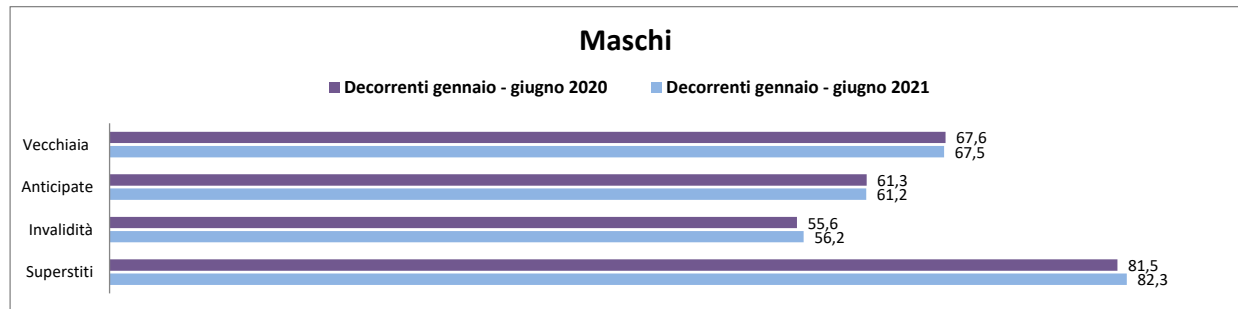 Maschi
Decorrenti gennaio - giugno 2020 Decorrenti gennaio - giugno 2021
Vecchiaia 67,6
67,5
Anticipate 61,3
61,2
Invalidità 55,6
56,2
Superstiti 81,5
82,3